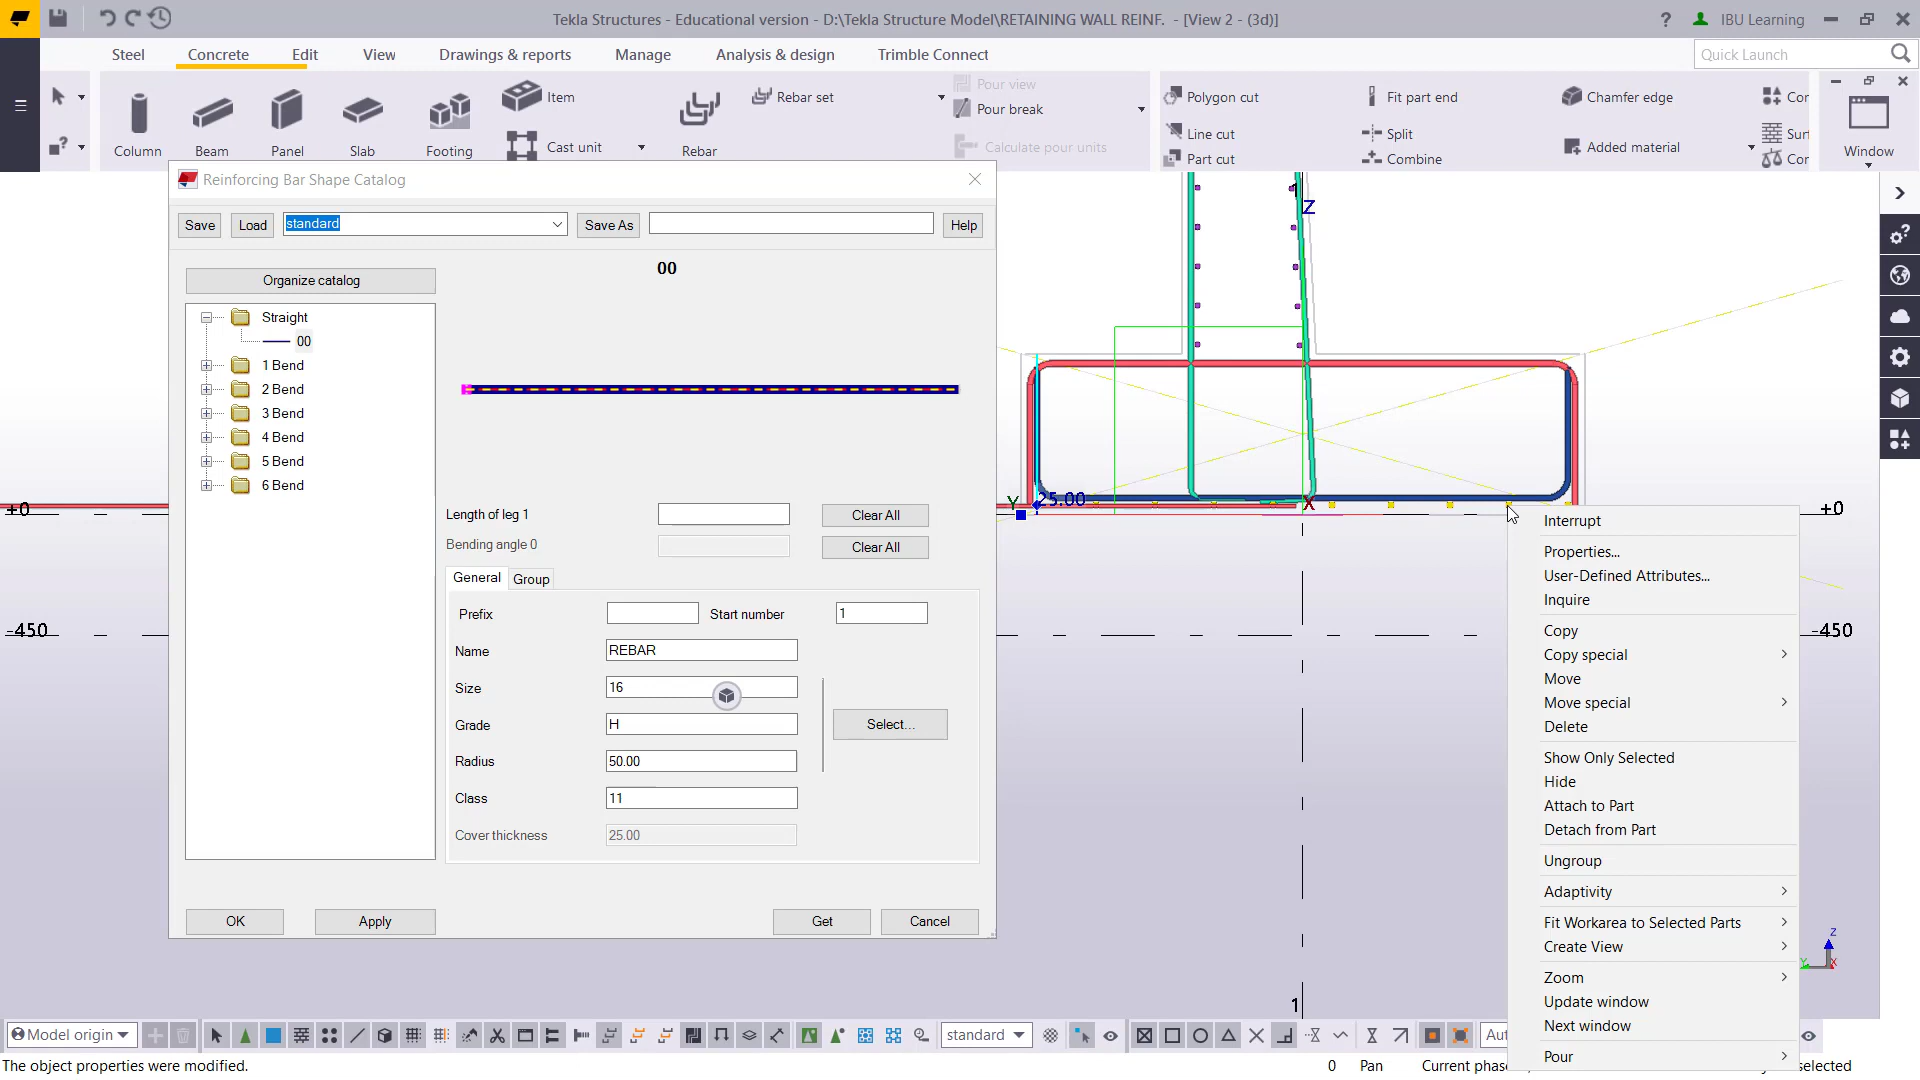 Tekla Structures - Educational version - D:\Tekla Structure Model\RETAINING WALL REINF. - [View 2 - (3d)]
? IBU Learning
Steel Concrete Edit View Drawings & reports Manage Analysis & design Trimble Connect
Quick Launch
Column Beam Panel Slab Footing
Item
Cast unit
Rebar
Rebar set
Pour view
Pour break
Calculate pour units
Polygon cut
Line cut
Part cut
Fit part end
Split
Combine
Chamfer edge
Added material
Cor
Surf
Cor
Window
Reinforcing Bar Shape Catalog
Save Load standard Save As Help
00
Organize catalog
Straight
00
1 Bend
2 Bend
3 Bend
4 Bend
5 Bend
6 Bend
Length of leg 1 Clear All
Bending angle 0 Clear All
General Group
Prefix Start number 1
Name REBAR
Size 16
Grade H Select...
Radius 50.00
Class 11
Cover thickness 25.00
OK Apply Get Cancel
Z
Y 25.00 X
+0 +0
-450 -450
1
Z
Y X
Interrupt
Properties...
User-Defined Attributes...
Inquire
Copy
Copy special
Move
Move special
Delete
Show Only Selected
Hide
Attach to Part
Detach from Part
Ungroup
Adaptivity
Fit Workarea to Selected Parts
Create View
Zoom
Update window
Next window
Pour
Model origin standard Aut
The object properties were modified. 0 Pan Current phase selected